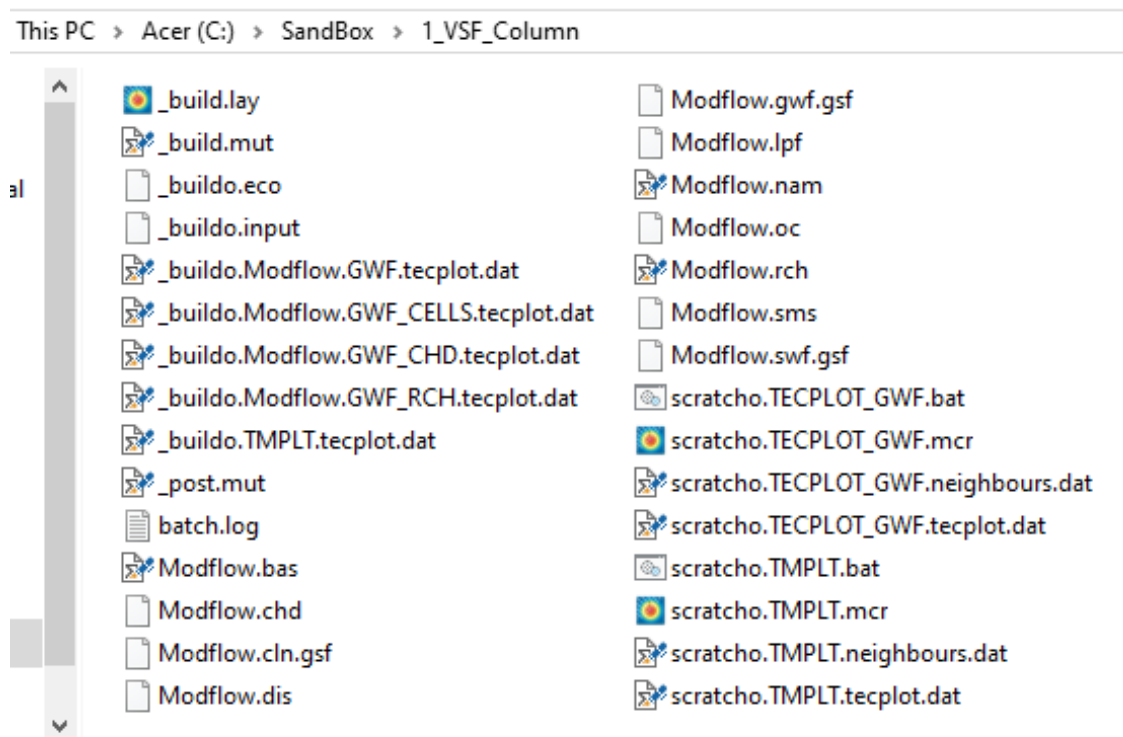 This PC > Acer (C:) > SandBox > 1_VSF_Column
al
_build.lay
_build.mut
_buildo.eco
_buildo.input
_buildo.Modflow.GWF.tecplot.dat
_buildo.Modflow.GWF_CELLS.tecplot.dat
_buildo.Modflow.GWF_CHD.tecplot.dat
_buildo.Modflow.GWF_RCH.tecplot.dat
_buildo.TMPLT.tecplot.dat
_post.mut
batch.log
Modflow.bas
Modflow.chd
Modflow.cln.gsf
Modflow.dis
Modflow.gwf.gsf
Modflow.lpf
Modflow.nam
Modflow.oc
Modflow.rch
Modflow.sms
Modflow.swf.gsf
scratcho.TECPLOT_GWF.bat
scratcho.TECPLOT_GWF.mcr
scratcho.TECPLOT_GWF.neighbours.dat
scratcho.TECPLOT_GWF.tecplot.dat
scratcho.TMPLT.bat
scratcho.TMPLT.mcr
scratcho.TMPLT.neighbours.dat
scratcho.TMPLT.tecplot.dat